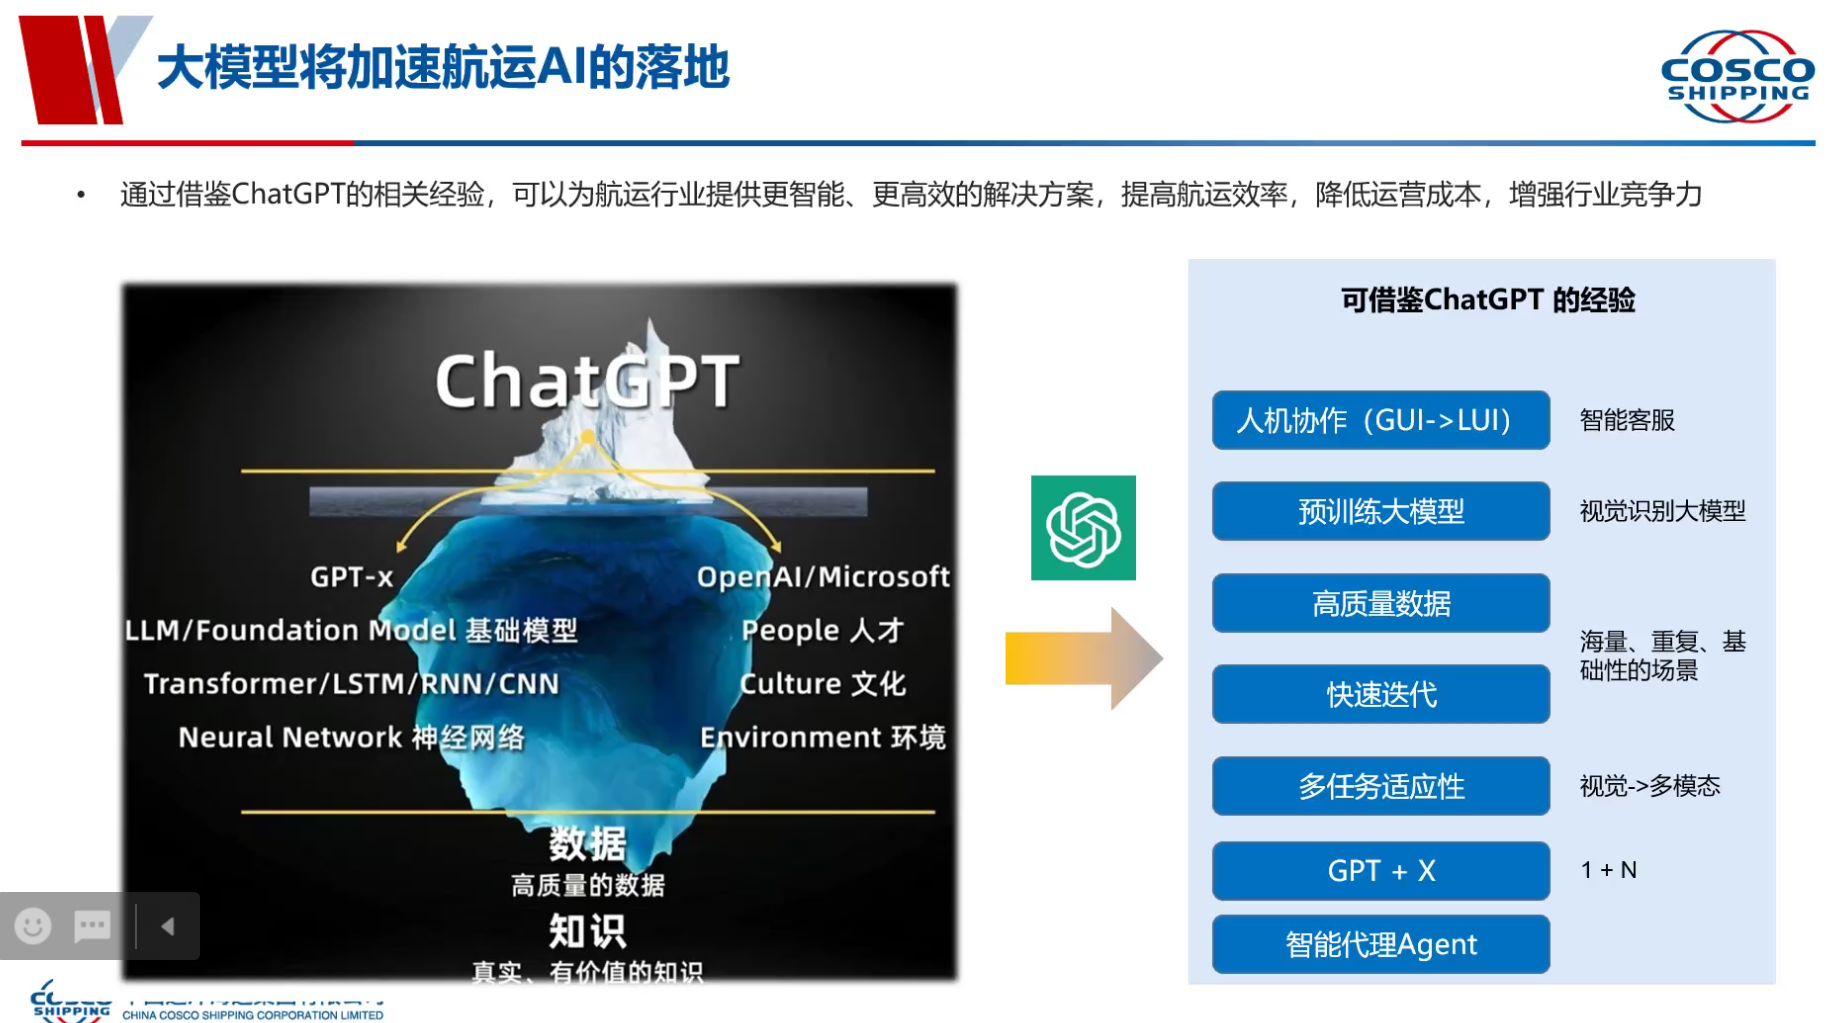 大模型将加速航运AI的落地
COSCO
SHIPPING
• 通过借鉴ChatGPT的相关经验，可以为航运行业提供更智能、更高效的解决方案，提高航运效率，降低运营成本，增强行业竞争力
ChatGPT
GPT-x
OpenAI/Microsoft
LLM/Foundation Model 基础模型
People 人才
Transformer/LSTM/RNN/CNN
Culture 文化
Neural Network 神经网络
Environment 环境
数据
高质量的数据
知识
真实、有价值的知识
可借鉴ChatGPT 的经验
人机协作（GUI->LUI）
智能客服
预训练大模型
视觉识别大模型
高质量数据
海量、重复、基
础性的场景
快速迭代
多任务适应性
视觉->多模态
GPT + X
1 + N
智能代理Agent
COSCO
SHIPPING
CHINA COSCO SHIPPING CORPORATION LIMITED